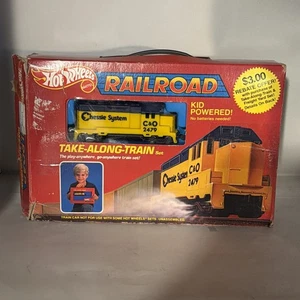 Hot Wheels
RAILROAD
$3.00
REBATE OFFER!
KID
POWERED!
No batteries needed!
Chessie System
C&O
2479
TAKE-ALONG-TRAIN Set
The play-anywhere, go-anywhere train set!
Chessie System
C&O
2479